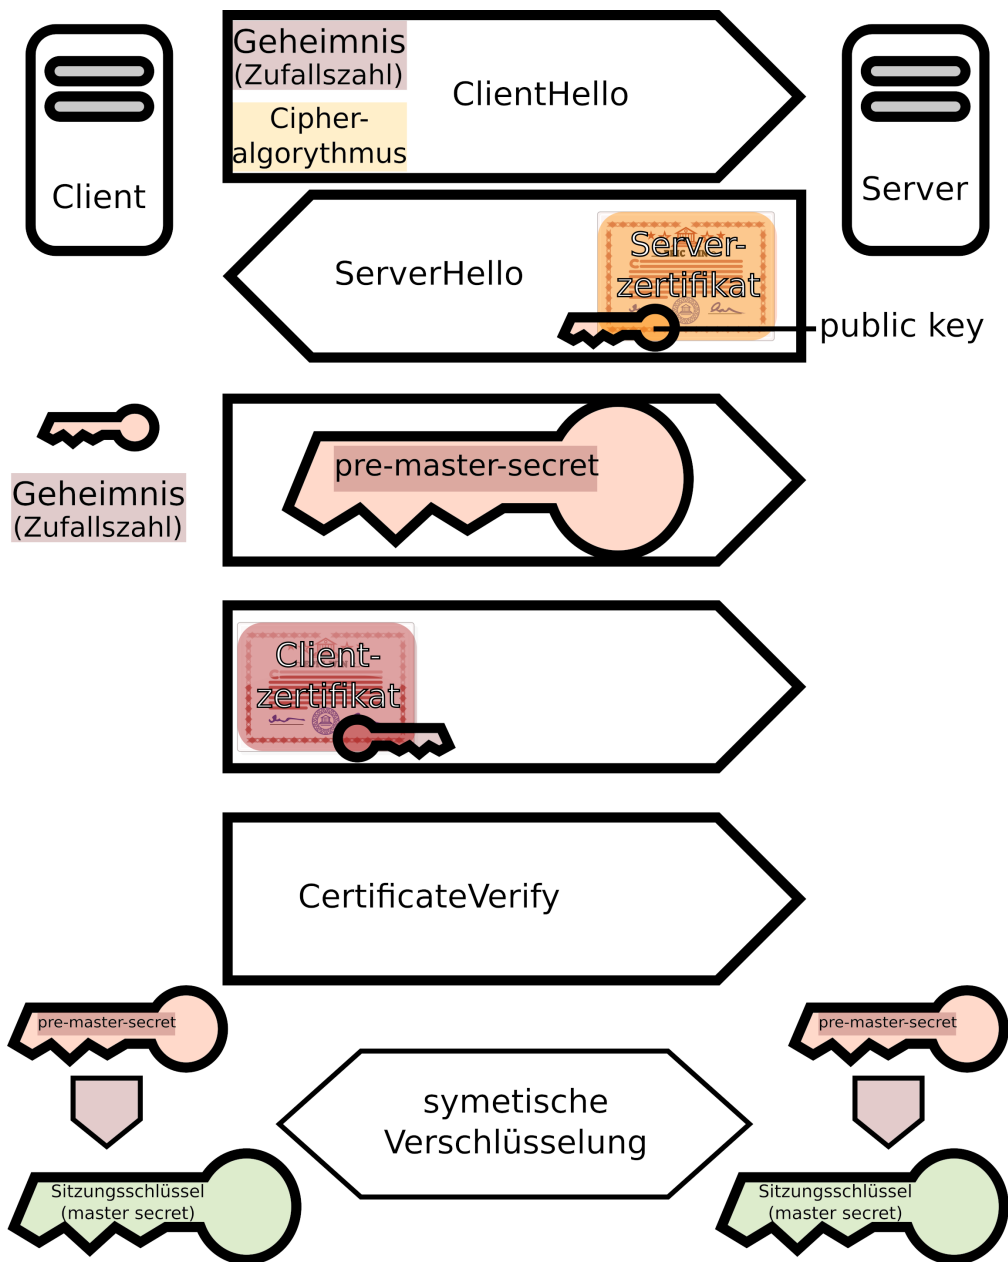 Geheimnis
(Zufallszahl)
Cipher-
algorythmus
ClientHello
Client
Server
ServerHello
Server-
zertifikat
public key
Geheimnis
(Zufallszahl)
pre-master-secret
Client-
zertifikat
CertificateVerify
pre-master-secret
pre-master-secret
symetische
Verschlüsselung
Sitzungsschlüssel
(master secret)
Sitzungsschlüssel
(master secret)